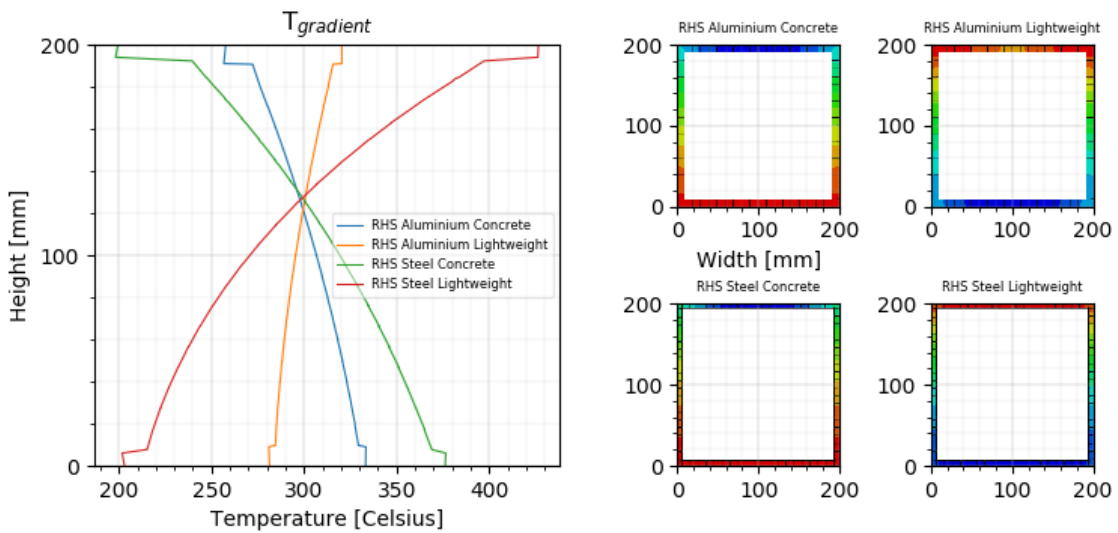 T_gradient
200
100
0
Height [mm]
200
300
400
Temperature [Celsius]
RHS Aluminium Concrete
RHS Aluminium Lightweight
RHS Steel Concrete
RHS Steel Lightweight
RHS Aluminium Concrete
200
100
0
0
100
200
Width [mm]
RHS Aluminium Lightweight
200
100
0
0
100
200
RHS Steel Concrete
200
100
0
0
100
200
RHS Steel Lightweight
200
100
0
0
100
200